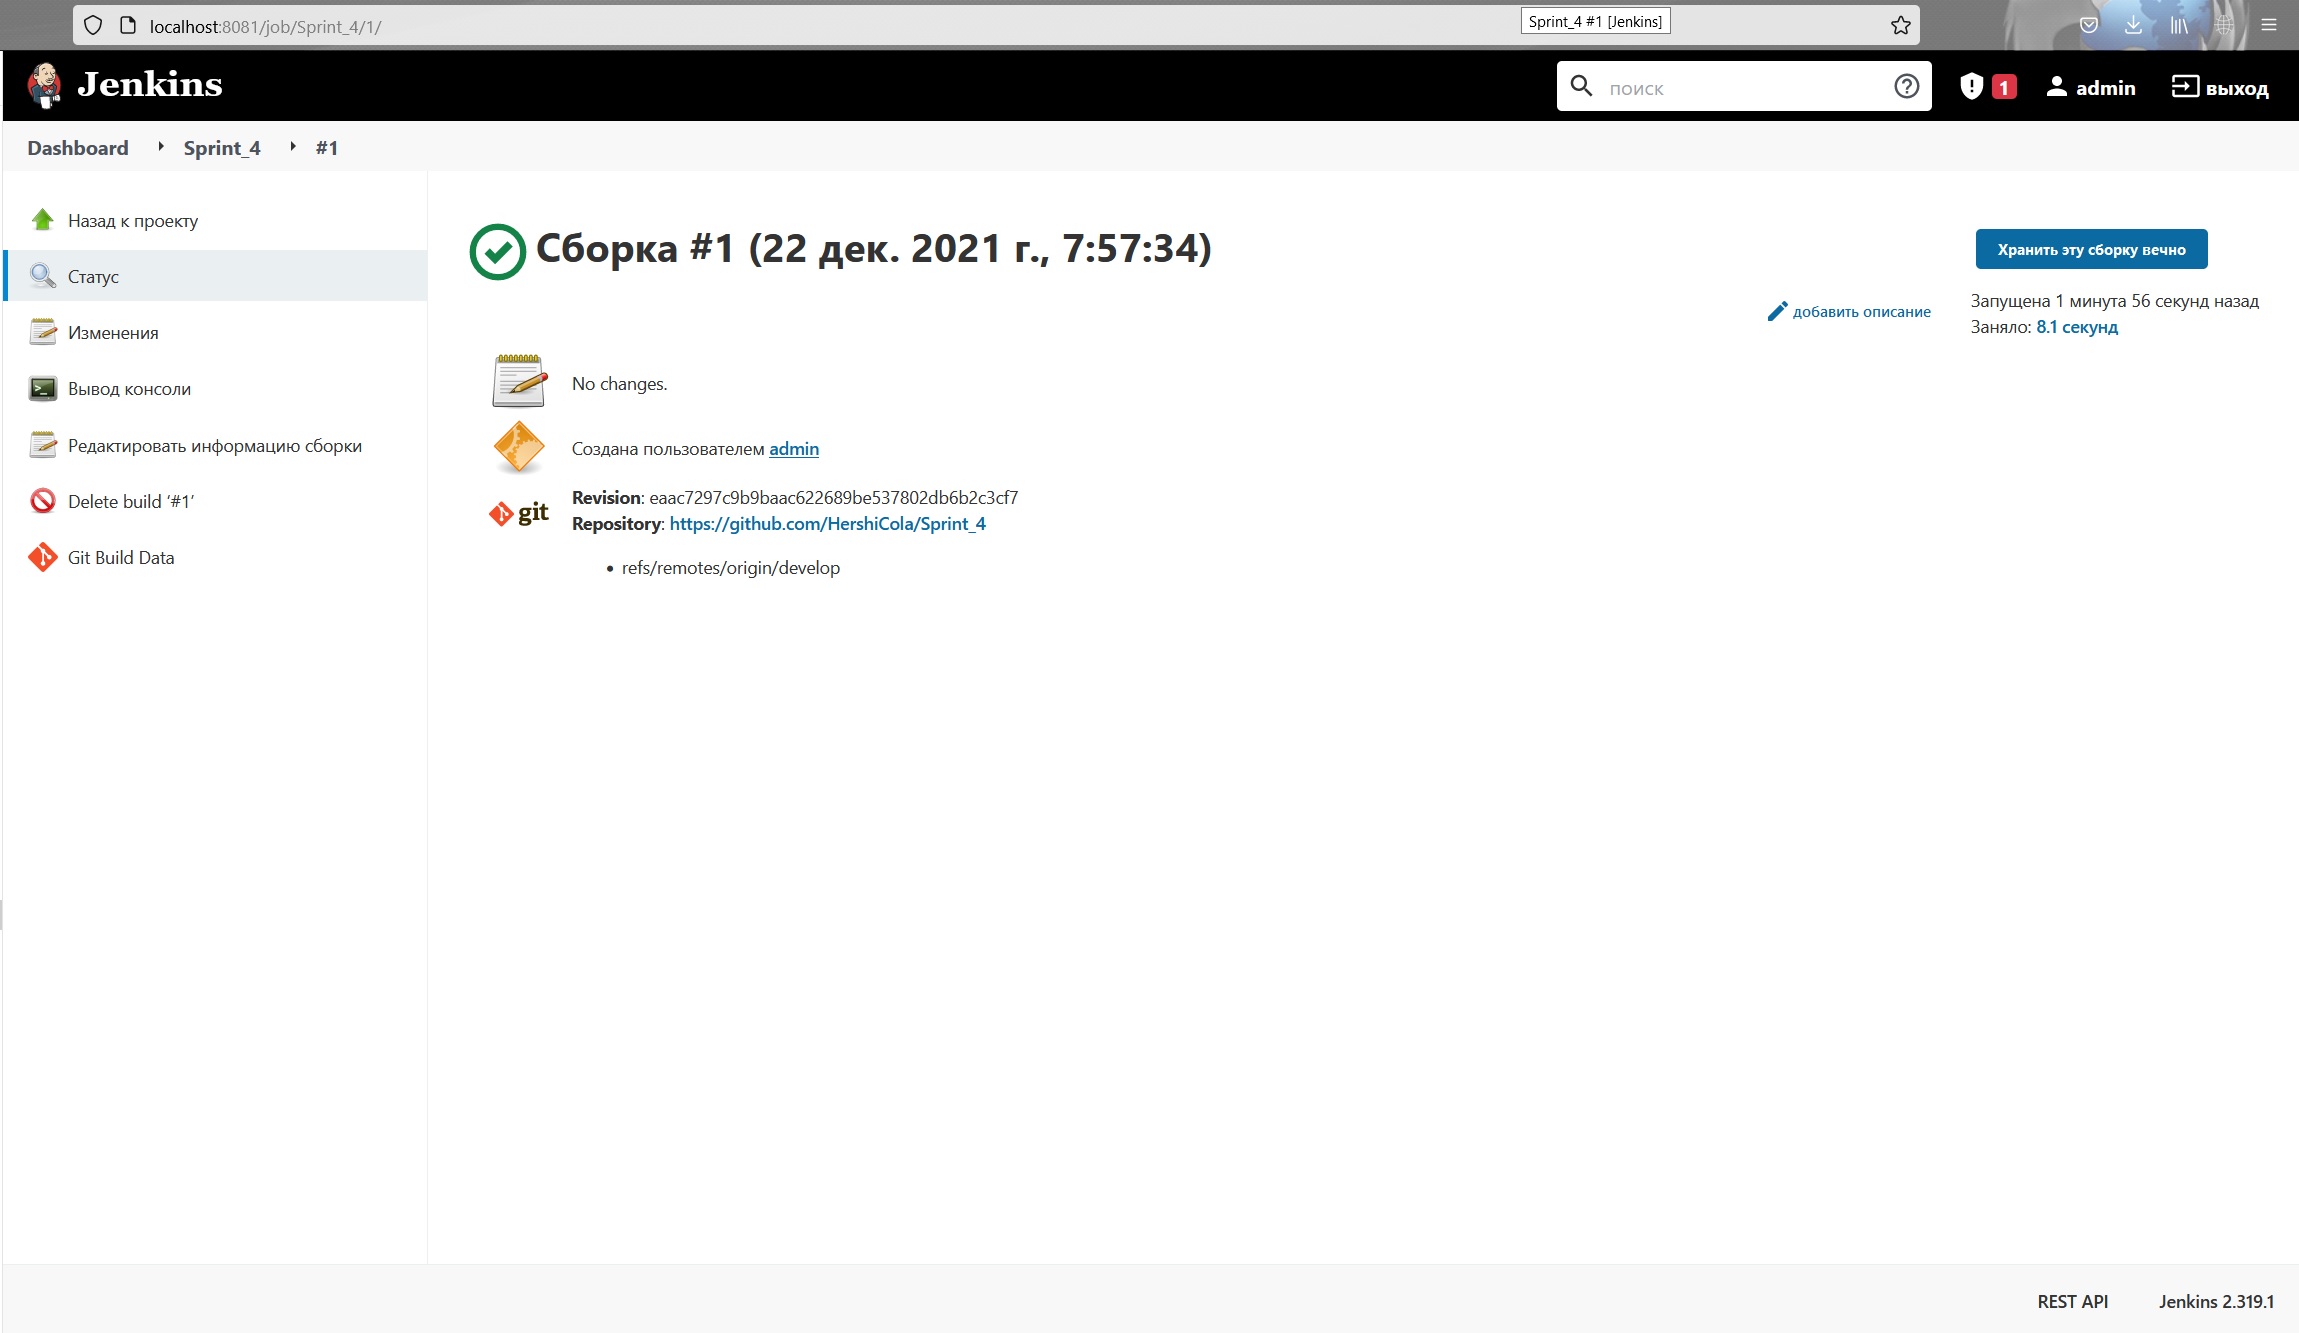 localhost:8081/job/Sprint_4/1/
Sprint_4 #1 [Jenkins]
Jenkins
поиск
1
admin
выход
Dashboard
Sprint_4
#1
Назад к проекту
Статус
Изменения
Вывод консоли
Редактировать информацию сборки
Delete build ‘#1’
Git Build Data
Сборка #1 (22 дек. 2021 г., 7:57:34)
Хранить эту сборку вечно
добавить описание
Запущена 1 минута 56 секунд назад
Заняло: 8.1 секунд
No changes.
Создана пользователем admin
git
Revision: eaac7297c9b9baac622689be537802db6b2c3cf7
Repository: https://github.com/HershiCola/Sprint_4
• refs/remotes/origin/develop
REST API
Jenkins 2.319.1